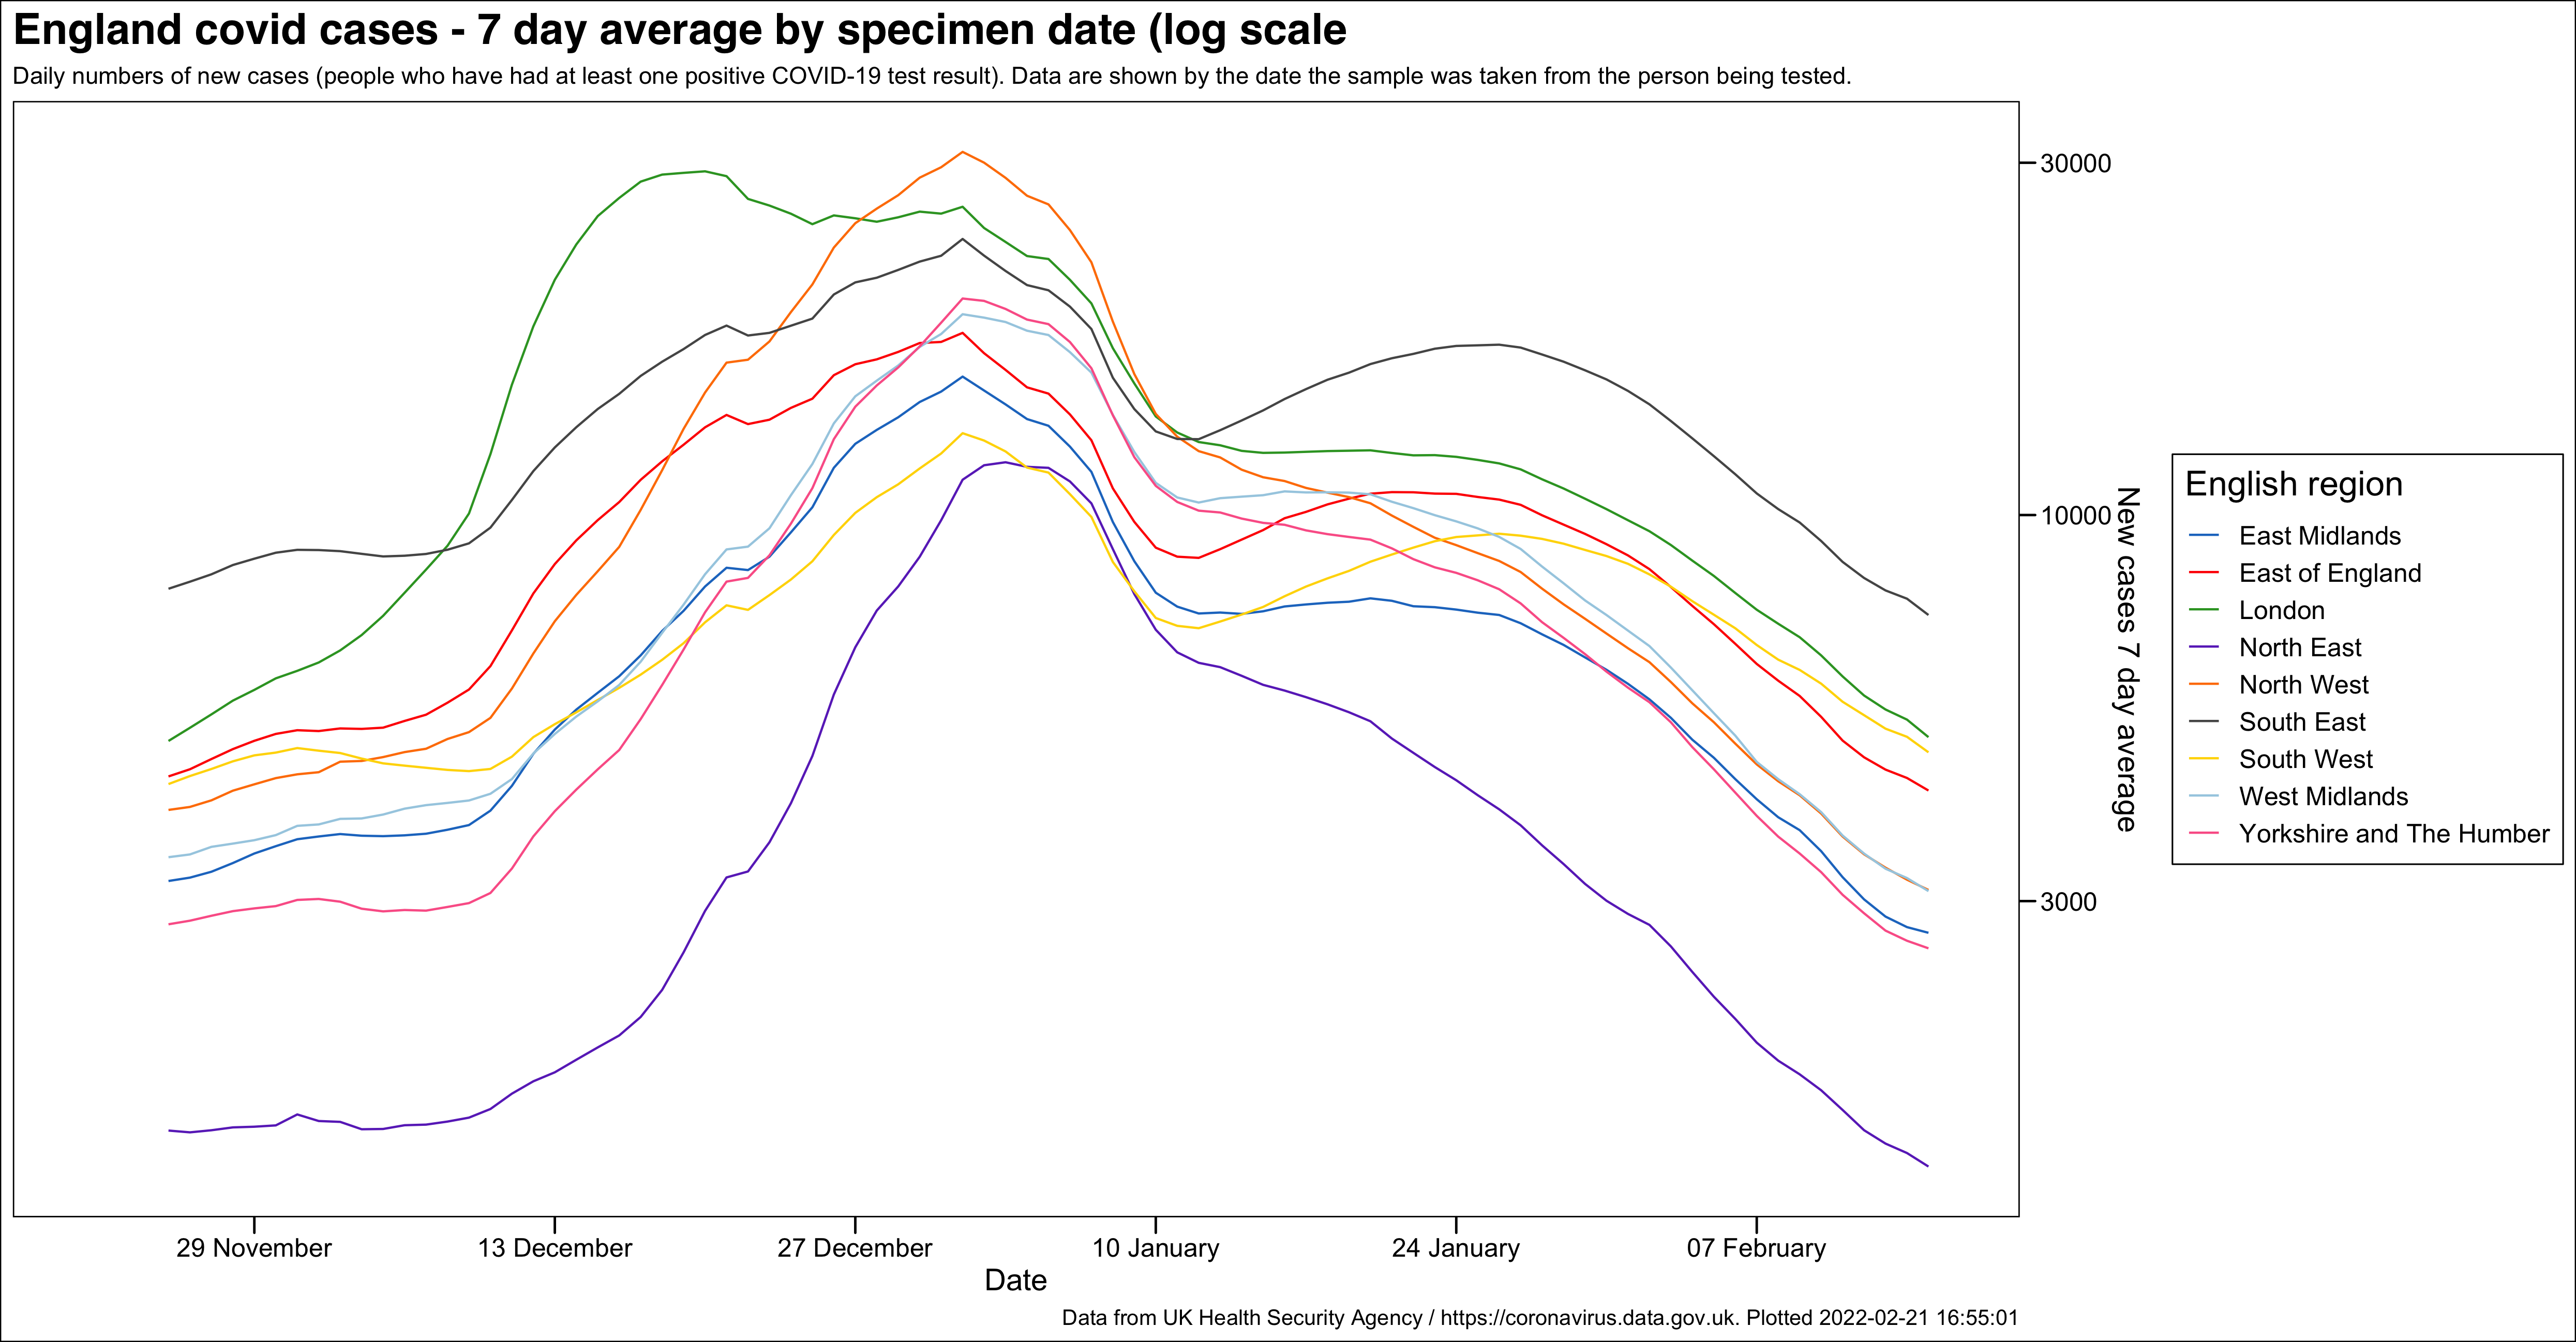 England covid cases - 7 day average by specimen date (log scale
Daily numbers of new cases (people who have had at least one positive COVID-19 test result). Data are shown by the date the sample was taken from the person being tested.
30000
10000
3000
New cases 7 day average
English region
East Midlands
East of England
London
North East
North West
South East
South West
West Midlands
Yorkshire and The Humber
29 November
13 December
27 December
10 January
24 January
07 February
Date
Data from UK Health Security Agency / https://coronavirus.data.gov.uk. Plotted 2022-02-21 16:55:01